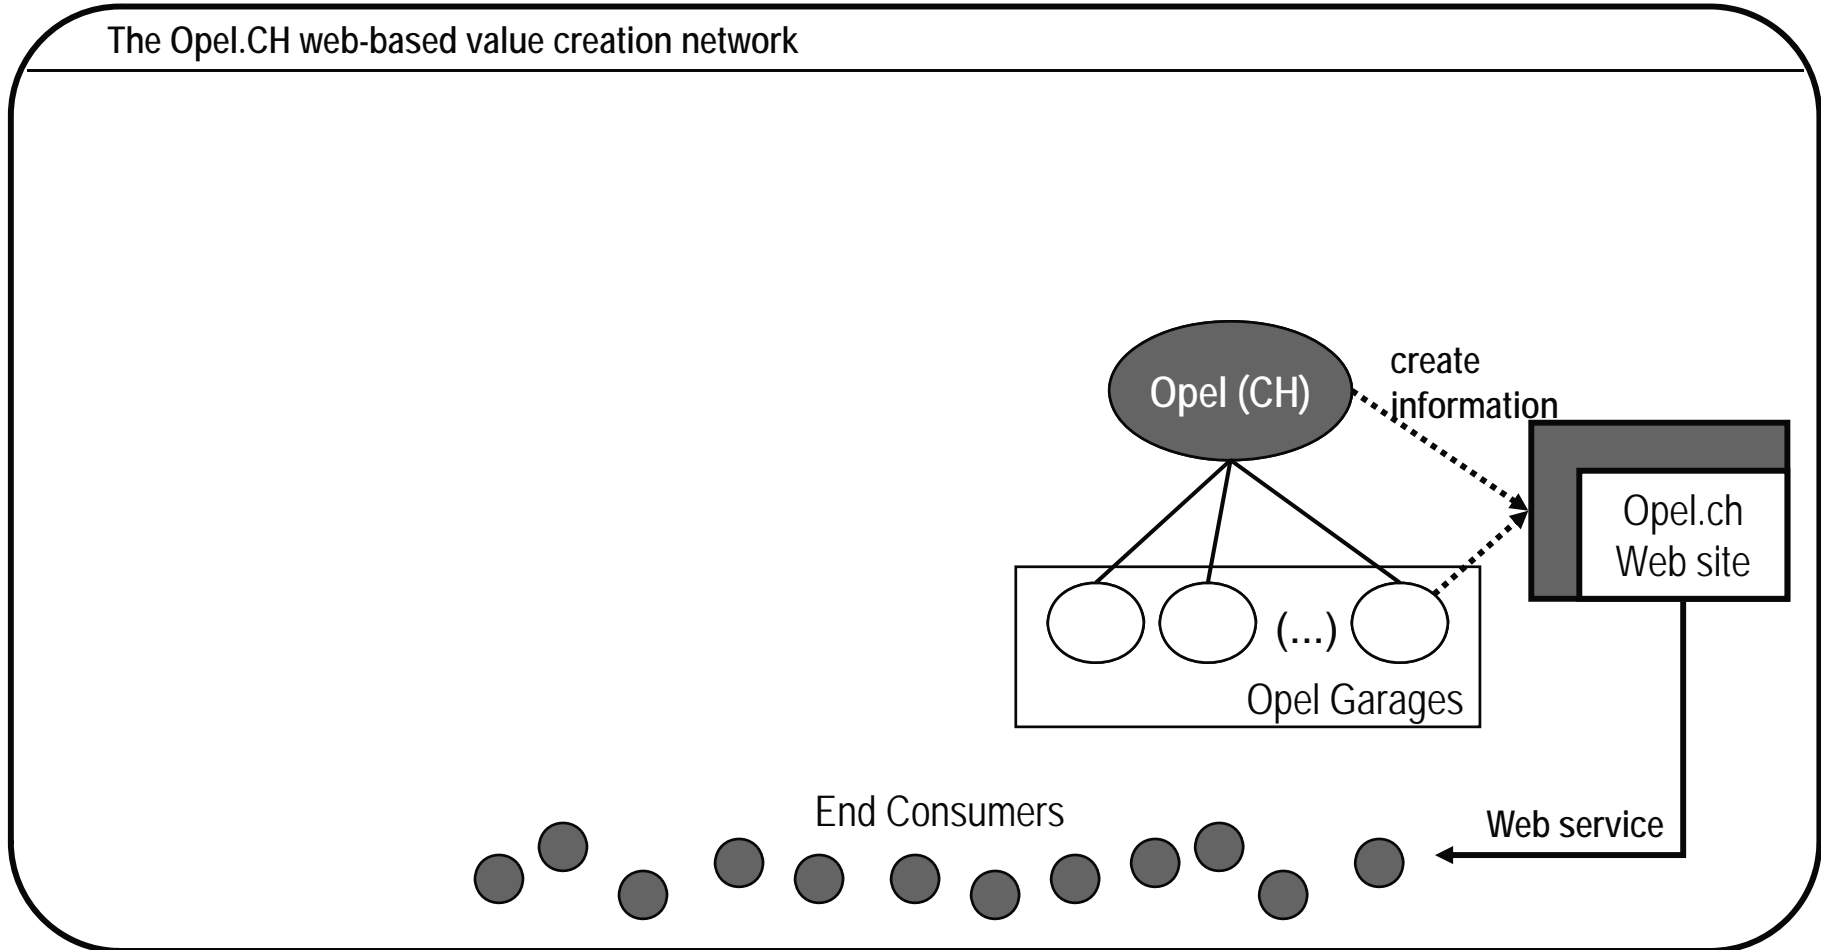 The Opel.CH web-based value creation network
create
information
Opel (CH)
Opel.ch
Web site
(...)
Opel Garages
End Consumers
Web service